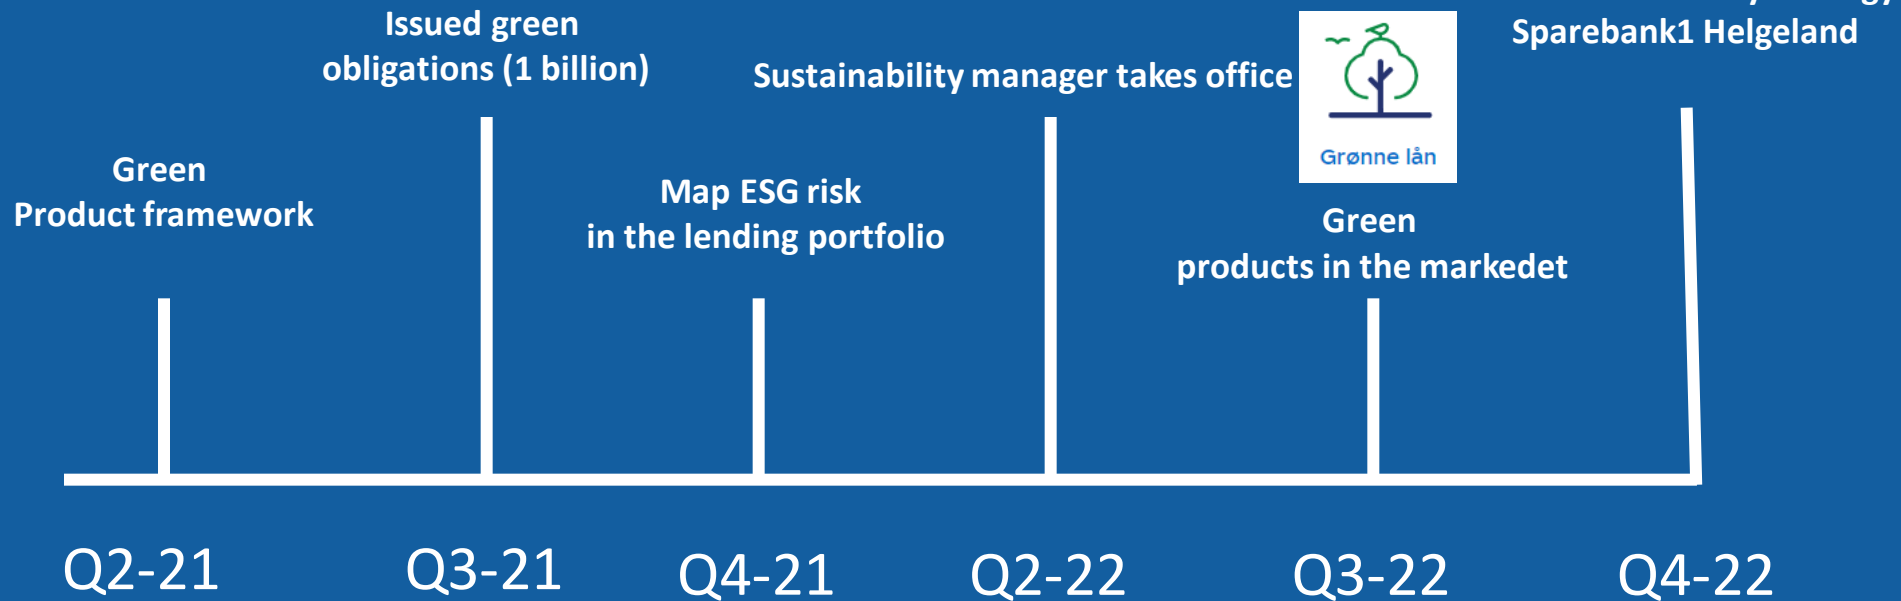 Issued green
obligations (1 billion)
Sparebank1 Helgeland
Sustainability manager takes office
Grønne lån
Green
Product framework
Map ESG risk
in the lending portfolio
Green
products in the markedet
Q2-21
Q3-21
Q4-21
Q2-22
Q3-22
Q4-22